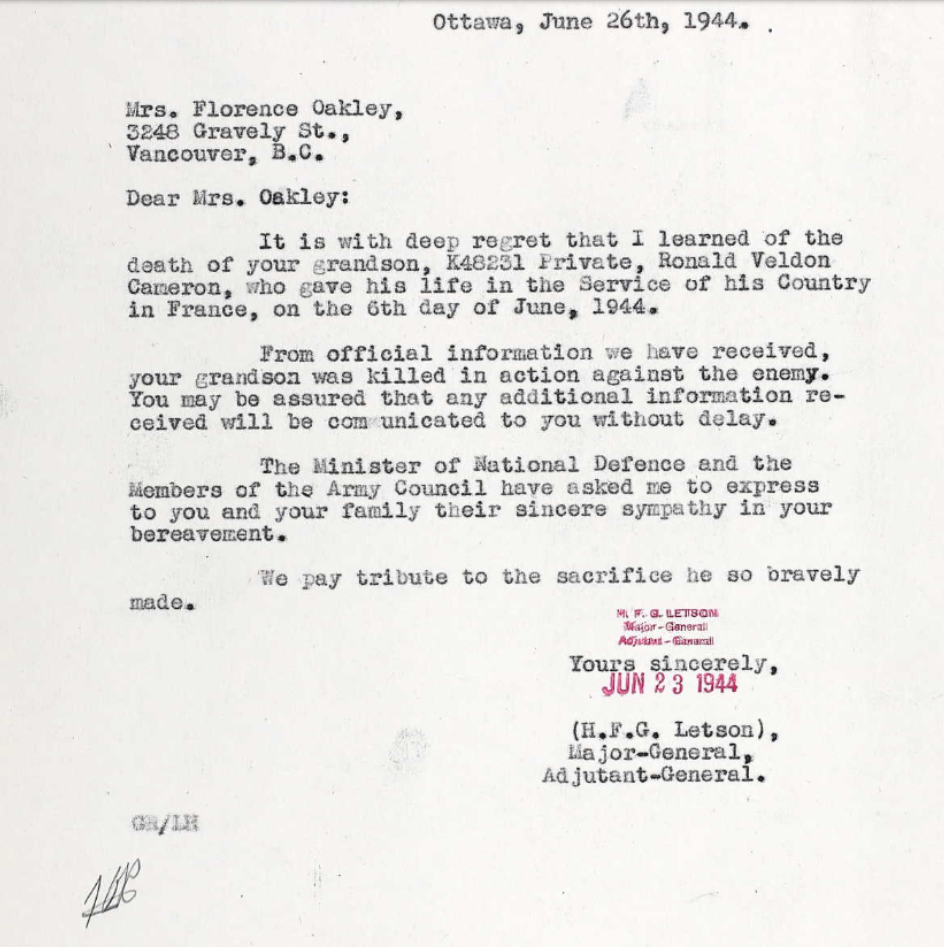 Ottawa, June 26th, 1944.
Mrs. Florence Oakley,
3248 Gravely St.,
Vancouver, B.C.
Dear Mrs. Oakley:
It is with deep regret that I learned of the
death of your grandson, K48231 Private, Ronald Veldon
Cameron, who gave his life in the Service of his Country
in France, on the 6th day of June, 1944.
From official information we have received,
your grandson was killed in action against the enemy.
You may be assured that any additional information re-
ceived will be communicated to you without delay.
The Minister of National Defence and the
Members of the Army Council have asked me to express
to you and your family their sincere sympathy in your
bereavement.
We pay tribute to the sacrifice he so bravely
made.
H. F. G. LETSON
Major-General
Adjutant-General
Yours sincerely,
JUN 23 1944
(H.F.G. Letson),
Major-General,
Adjutant-General.
GR/LH